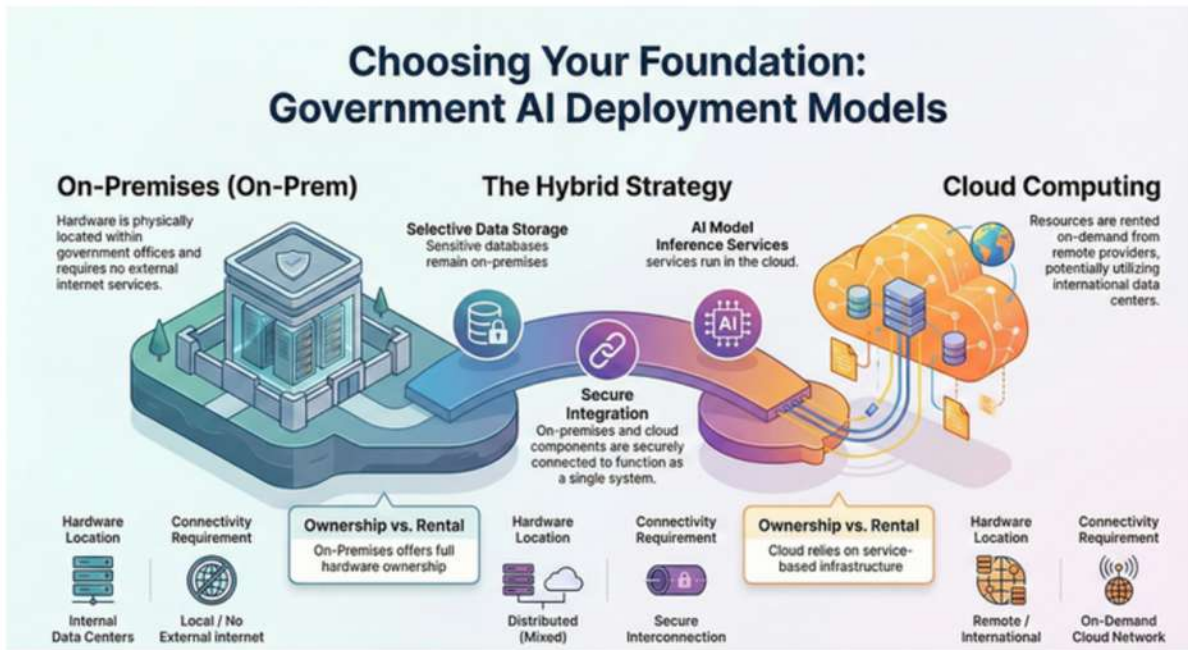 Choosing Your Foundation:
Government AI Deployment Models
On-Premises (On-Prem)
Hardware is physically
located within
government offices and
requires no external
internet services.
The Hybrid Strategy
Selective Data Storage
Sensitive databases
remain on-premises
AI Model
Inference Services
services run in the cloud.
AI
Secure
Integration
On-premises and cloud
components are securely
connected to function as
a single system.
Cloud Computing
Resources are rented
on-demand from
remote providers,
potentially utilizing
international data
centers.
Hardware
Location
Internal
Data Centers
Connectivity
Requirement
Local / No
External internet
Ownership vs. Rental
On-Premises offers full
hardware ownership
Hardware
Location
Distributed
(Mixed)
Connectivity
Requirement
Secure
Interconnection
Ownership vs. Rental
Cloud relies on service-
based infrastructure
Hardware
Location
Remote /
International
Connectivity
Requirement
On-Demand
Cloud Network